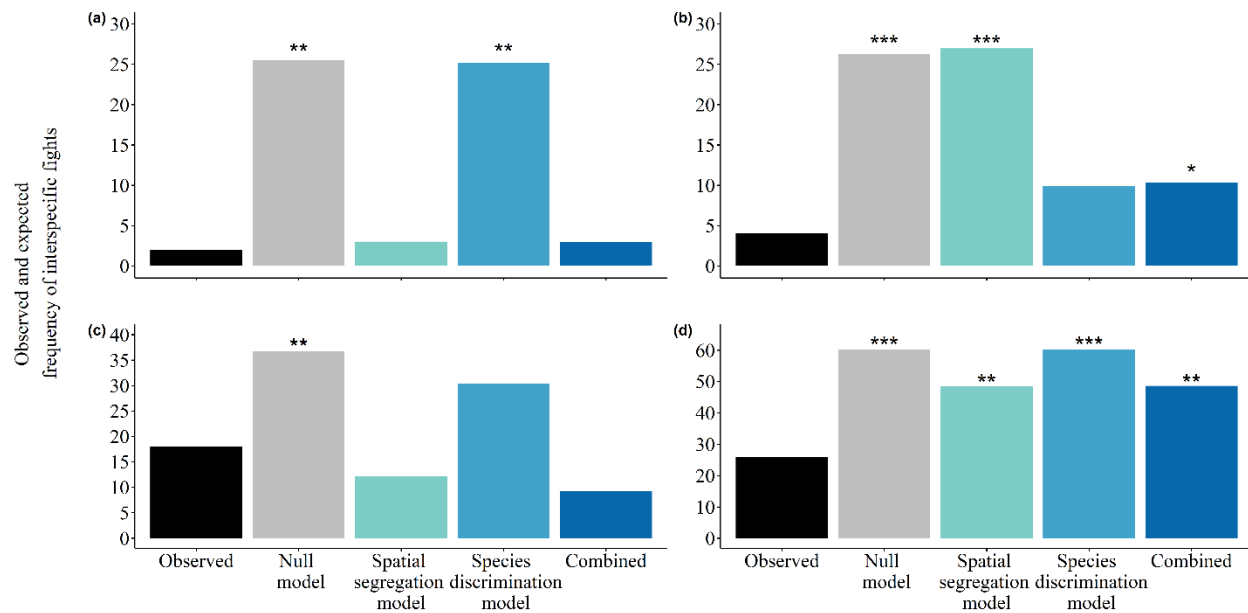 Observed and expected
frequency of interspecific fights
(a)
30
25
20
15
10
5
0
**
**
(b)
30
25
20
15
10
5
0
***
***
*
(c)
40
35
30
25
20
15
10
5
0
**
(d)
60
50
40
30
20
10
0
***
**
***
**
Observed
Null
model
Spatial
segregation
model
Species
discrimination
model
Combined
Observed
Null
model
Spatial
segregation
model
Species
discrimination
model
Combined